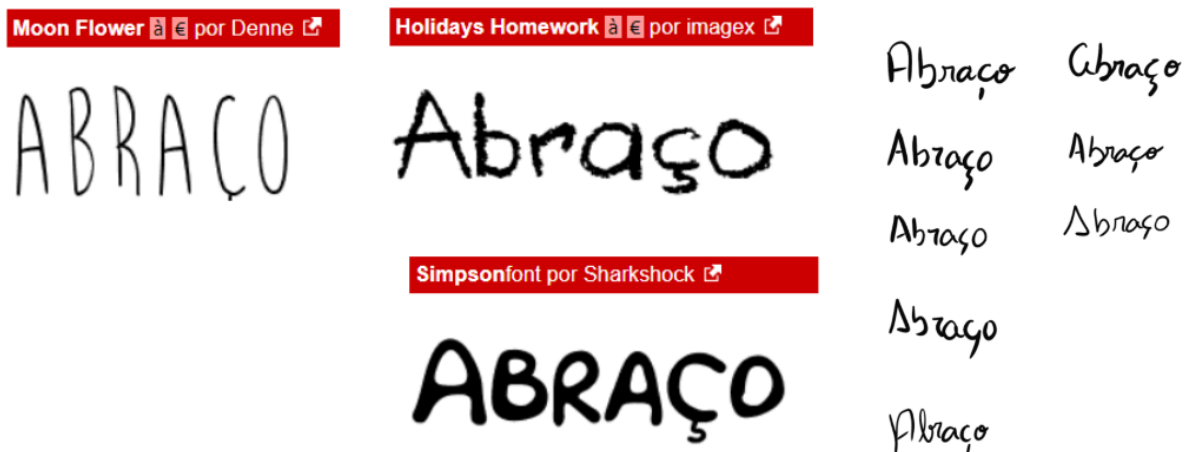 Moon Flower à € por Denne
ABRAÇO
Holidays Homework à € por imagex
Abraço
Simpsonfont por Sharkshock
ABRAÇO
Abraço
abraço
Abraço
Abraço
Abraço
Abraço
Abraço
Abraço